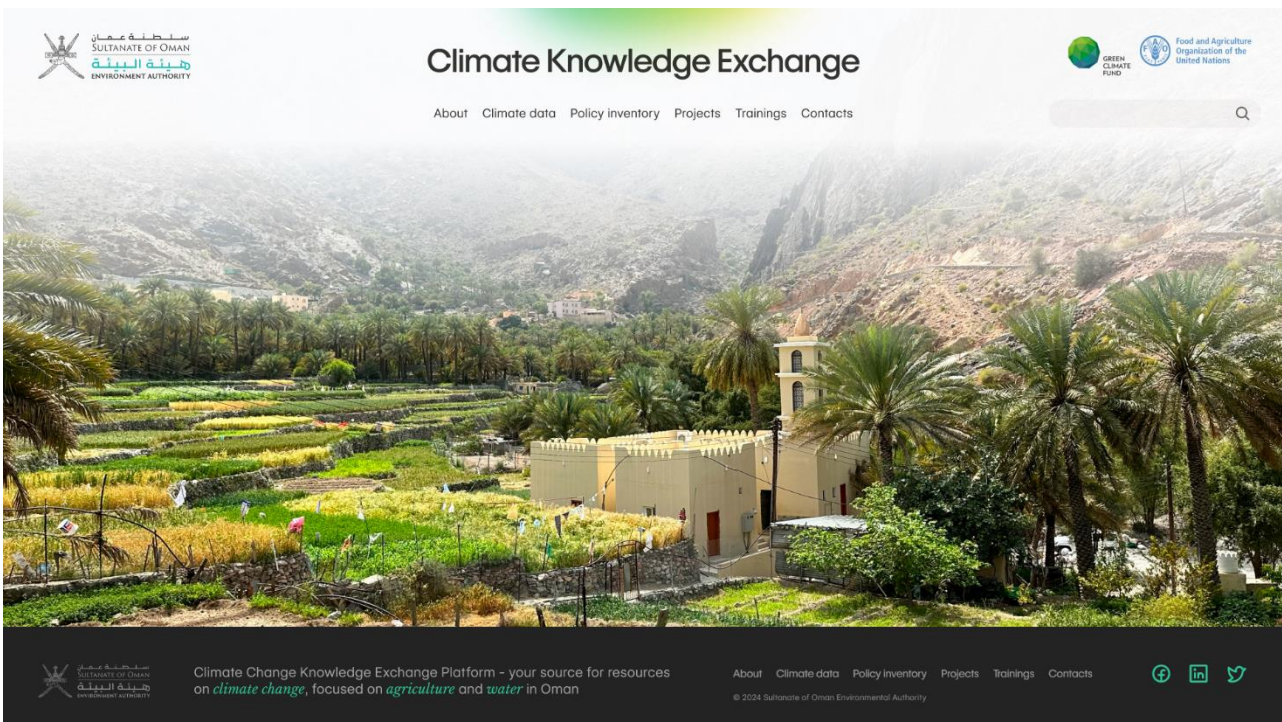 سلطنة عمان
SULTANATE OF OMAN
هيئة البيئة
ENVIRONMENT AUTHORITY
Climate Knowledge Exchange
GREEN
CLIMATE
FUND
FAO
Food and Agriculture
Organization of the
United Nations
About Climate data Policy inventory Projects Trainings Contacts
سلطنة عمان
SULTANATE OF OMAN
هيئة البيئة
ENVIRONMENT AUTHORITY
Climate Change Knowledge Exchange Platform - your source for resources
on climate change, focused on agriculture and water in Oman
About Climate data Policy inventory Projects Trainings Contacts
© 2024 Sultanate of Oman Environmental Authority